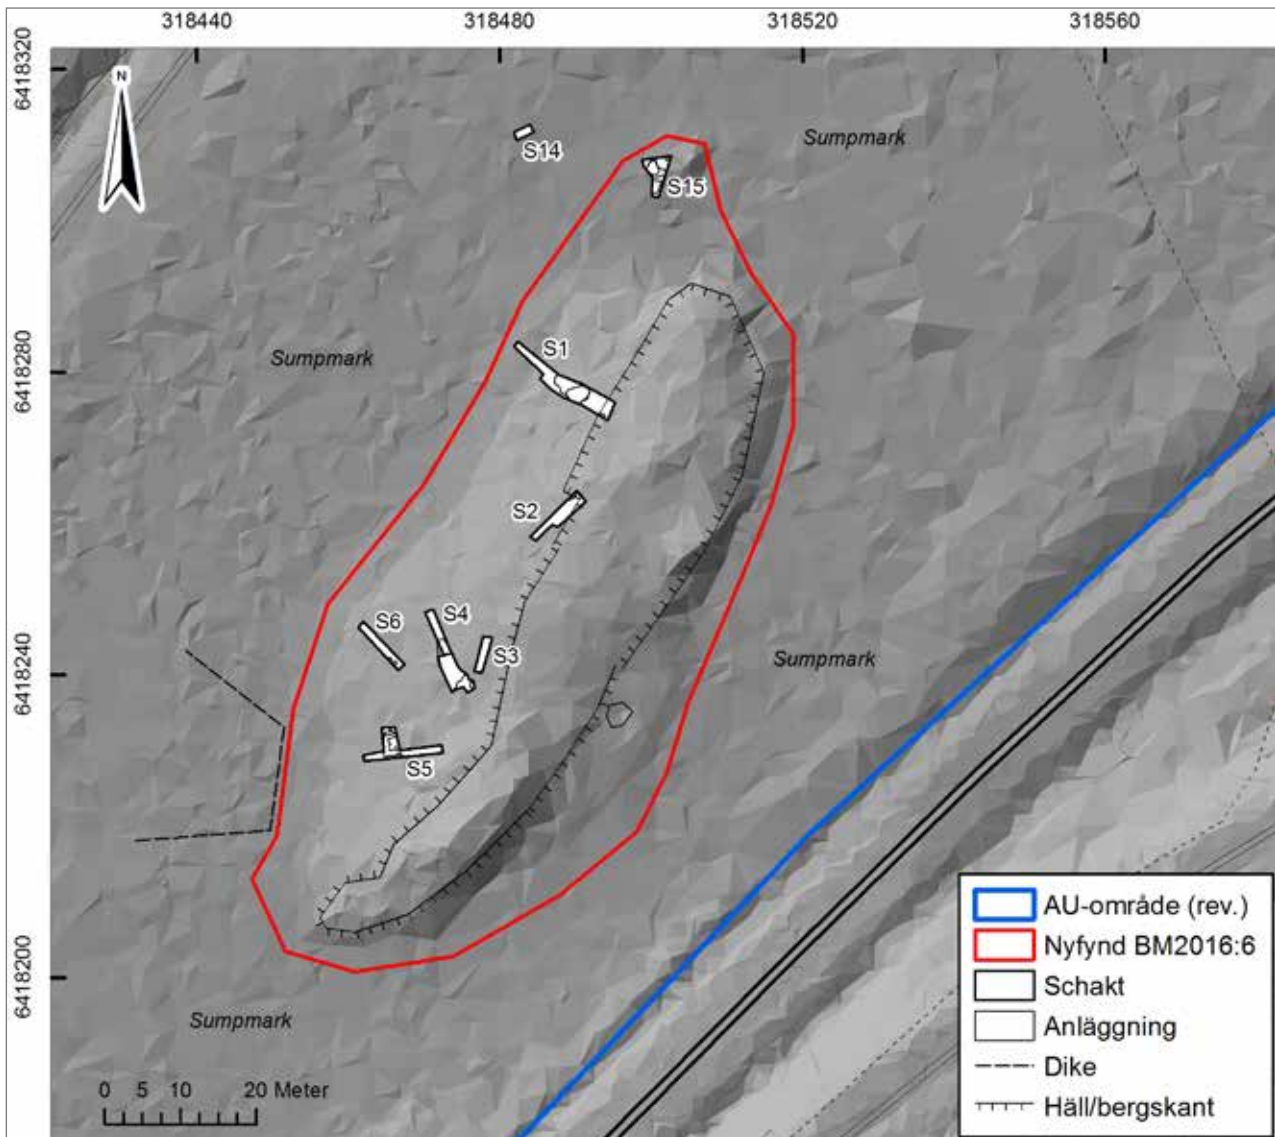 318440 318480 318520 318560
6418320
N
Sumpmark
S14
S15
6418280
Sumpmark
S1
S2
6418240
S6
S4
S3
Sumpmark
S5
6418200
Sumpmark
0 5 10 20 Meter
AU-område (rev.)
Nyfynd BM2016:6
Schakt
Anläggning
Dike
Häll/bergskant